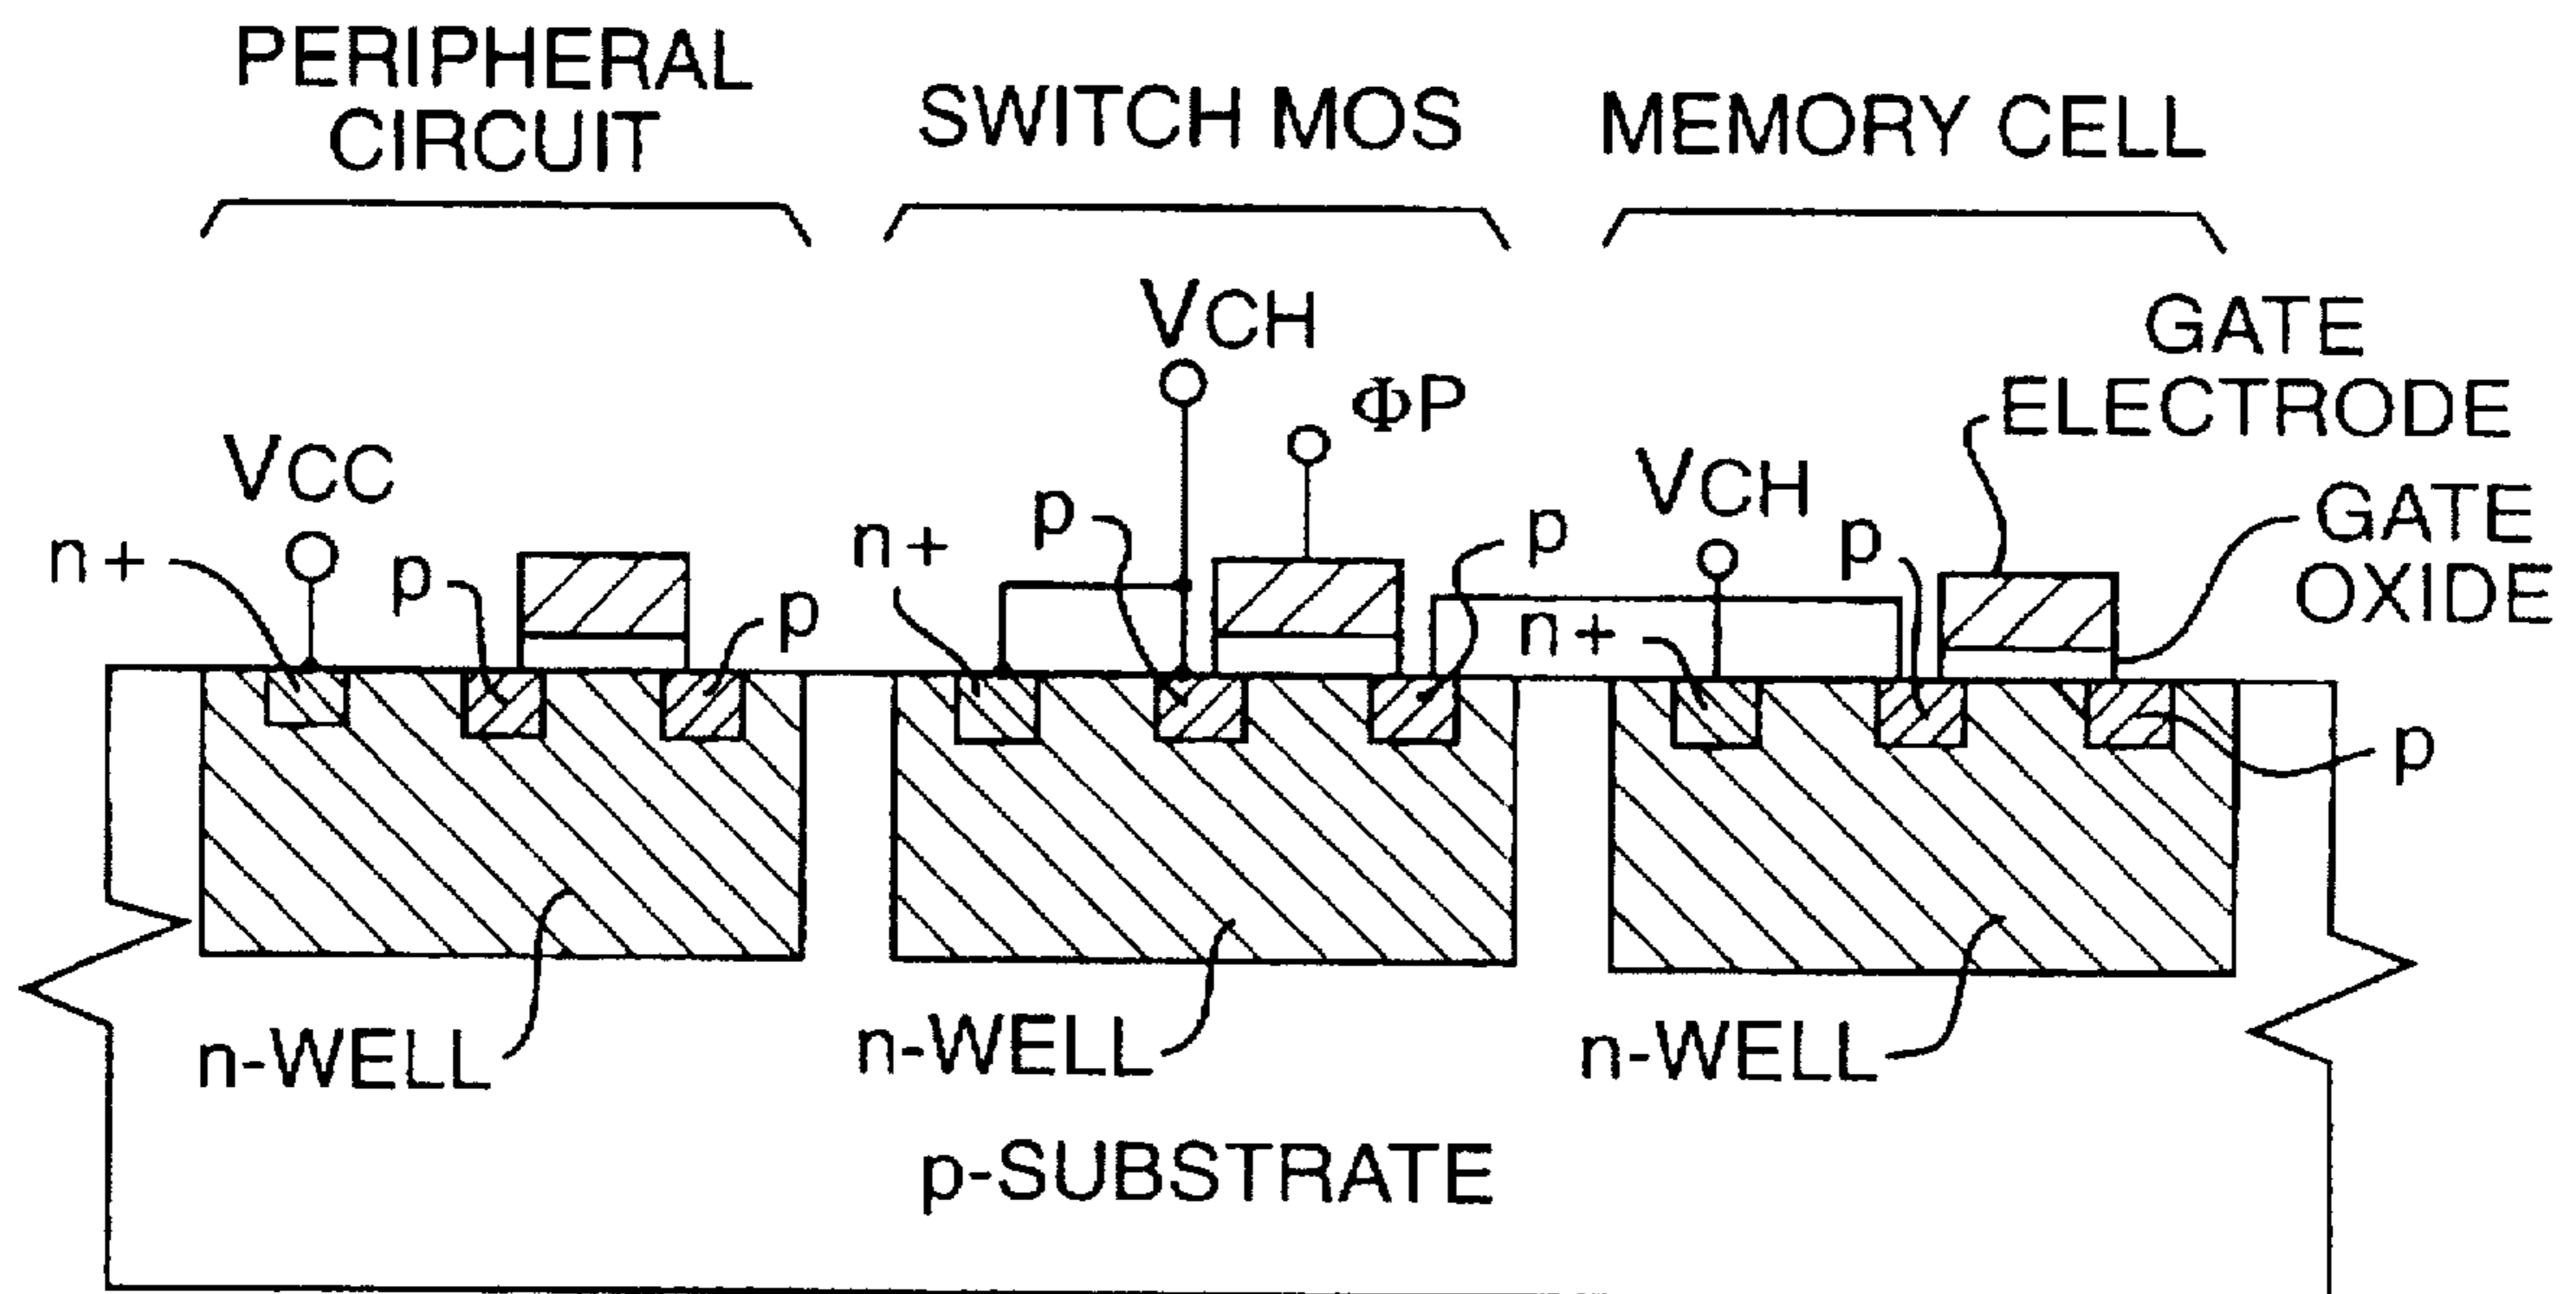 PERIPHERAL
CIRCUIT
SWITCH MOS
MEMORY CELL
VCH
ΦP
GATE
ELECTRODE
VCC
VCH
GATE
OXIDE
n+
p
p
n+
p
p
n+
p
p
n-WELL
n-WELL
n-WELL
p-SUBSTRATE